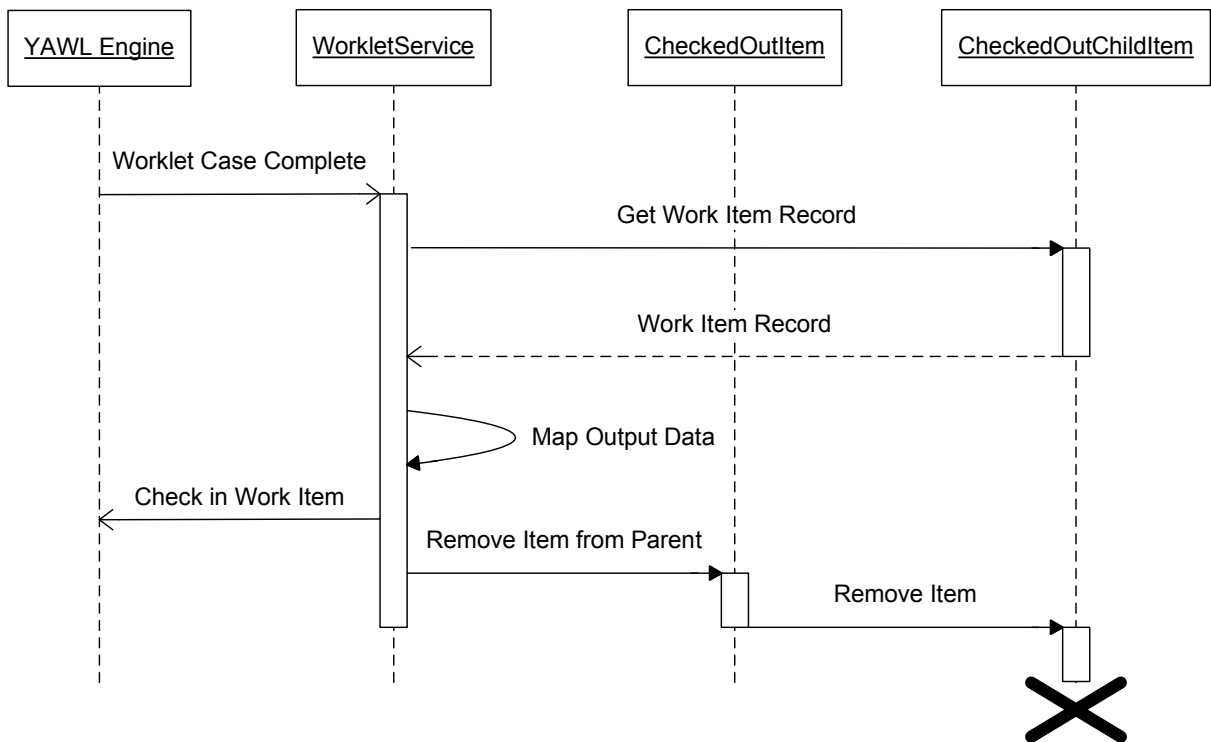 YAWL Engine
WorkletService
CheckedOutItem
CheckedOutChildItem
Worklet Case Complete
Get Work Item Record
Work Item Record
Map Output Data
Check in Work Item
Remove Item from Parent
Remove Item